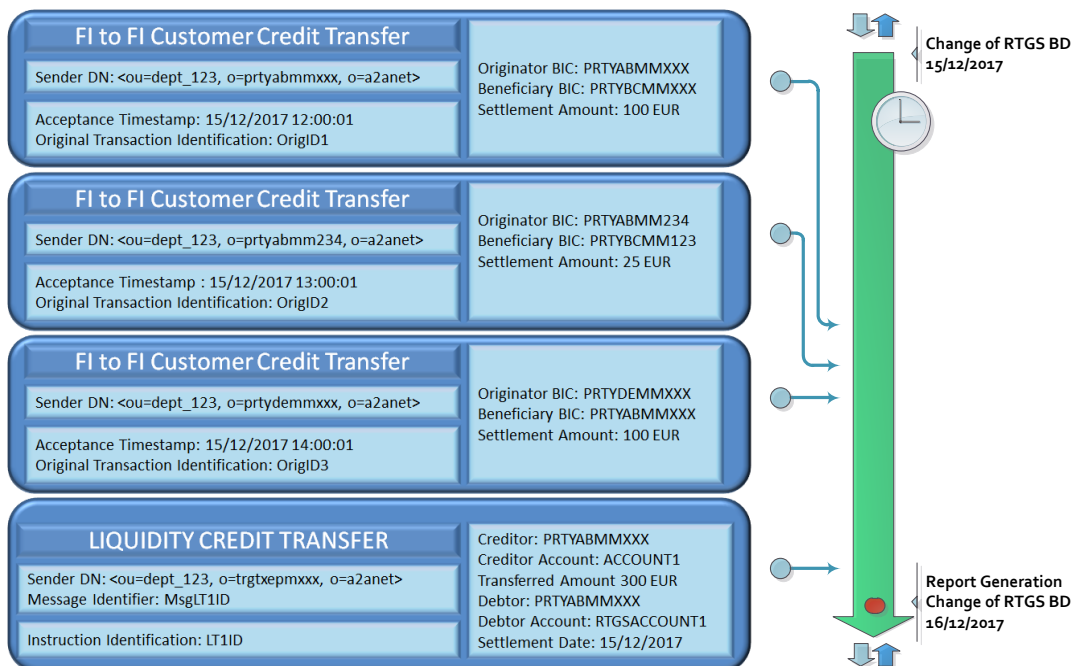 FI to FI Customer Credit Transfer
Sender DN: <ou=dept_123, o=prtyabmmxxx, o=a2anet>
Acceptance Timestamp: 15/12/2017 12:00:01
Original Transaction Identification: OrigID1
Originator BIC: PRTYABMMXXX
Beneficiary BIC: PRTYBCMMXXX
Settlement Amount: 100 EUR
FI to FI Customer Credit Transfer
Sender DN: <ou=dept_123, o=prtyabmm234, o=a2anet>
Acceptance Timestamp : 15/12/2017 13:00:01
Original Transaction Identification: OrigID2
Originator BIC: PRTYABMM234
Beneficiary BIC: PRTYBCMM123
Settlement Amount: 25 EUR
FI to FI Customer Credit Transfer
Sender DN: <ou=dept_123, o=prtydemmxxx, o=a2anet>
Acceptance Timestamp: 15/12/2017 14:00:01
Original Transaction Identification: OrigID3
Originator BIC: PRTYDEMMXXX
Beneficiary BIC: PRTYABMMXXX
Settlement Amount: 100 EUR
LIQUIDITY CREDIT TRANSFER
Sender DN: <ou=dept_123, o=trgtxepmxxx, o=a2anet>
Message Identifier: MsgLT1ID
Instruction Identification: LT1ID
Creditor: PRTYABMMXXX
Creditor Account: ACCOUNT1
Transferred Amount 300 EUR
Debtor: PRTYABMMXXX
Debtor Account: RTGSACCOUNT1
Settlement Date: 15/12/2017
Change of RTGS BD
15/12/2017
Report Generation
Change of RTGS BD
16/12/2017